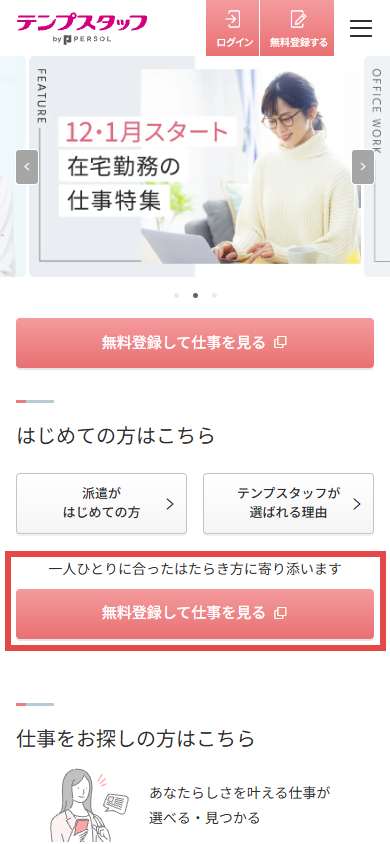 テンプスタッフ
by PERSOL
ログイン
無料登録する
FEATURE
12・1月スタート
在宅勤務の
仕事特集
OFFICE WORK
無料登録して仕事を見る
はじめての方はこちら
派遣が
はじめての方
テンプスタッフが
選ばれる理由
一人ひとりに合ったはたらき方に寄り添います
無料登録して仕事を見る
仕事をお探しの方はこちら
あなたらしさを叶える仕事が
選べる・見つかる